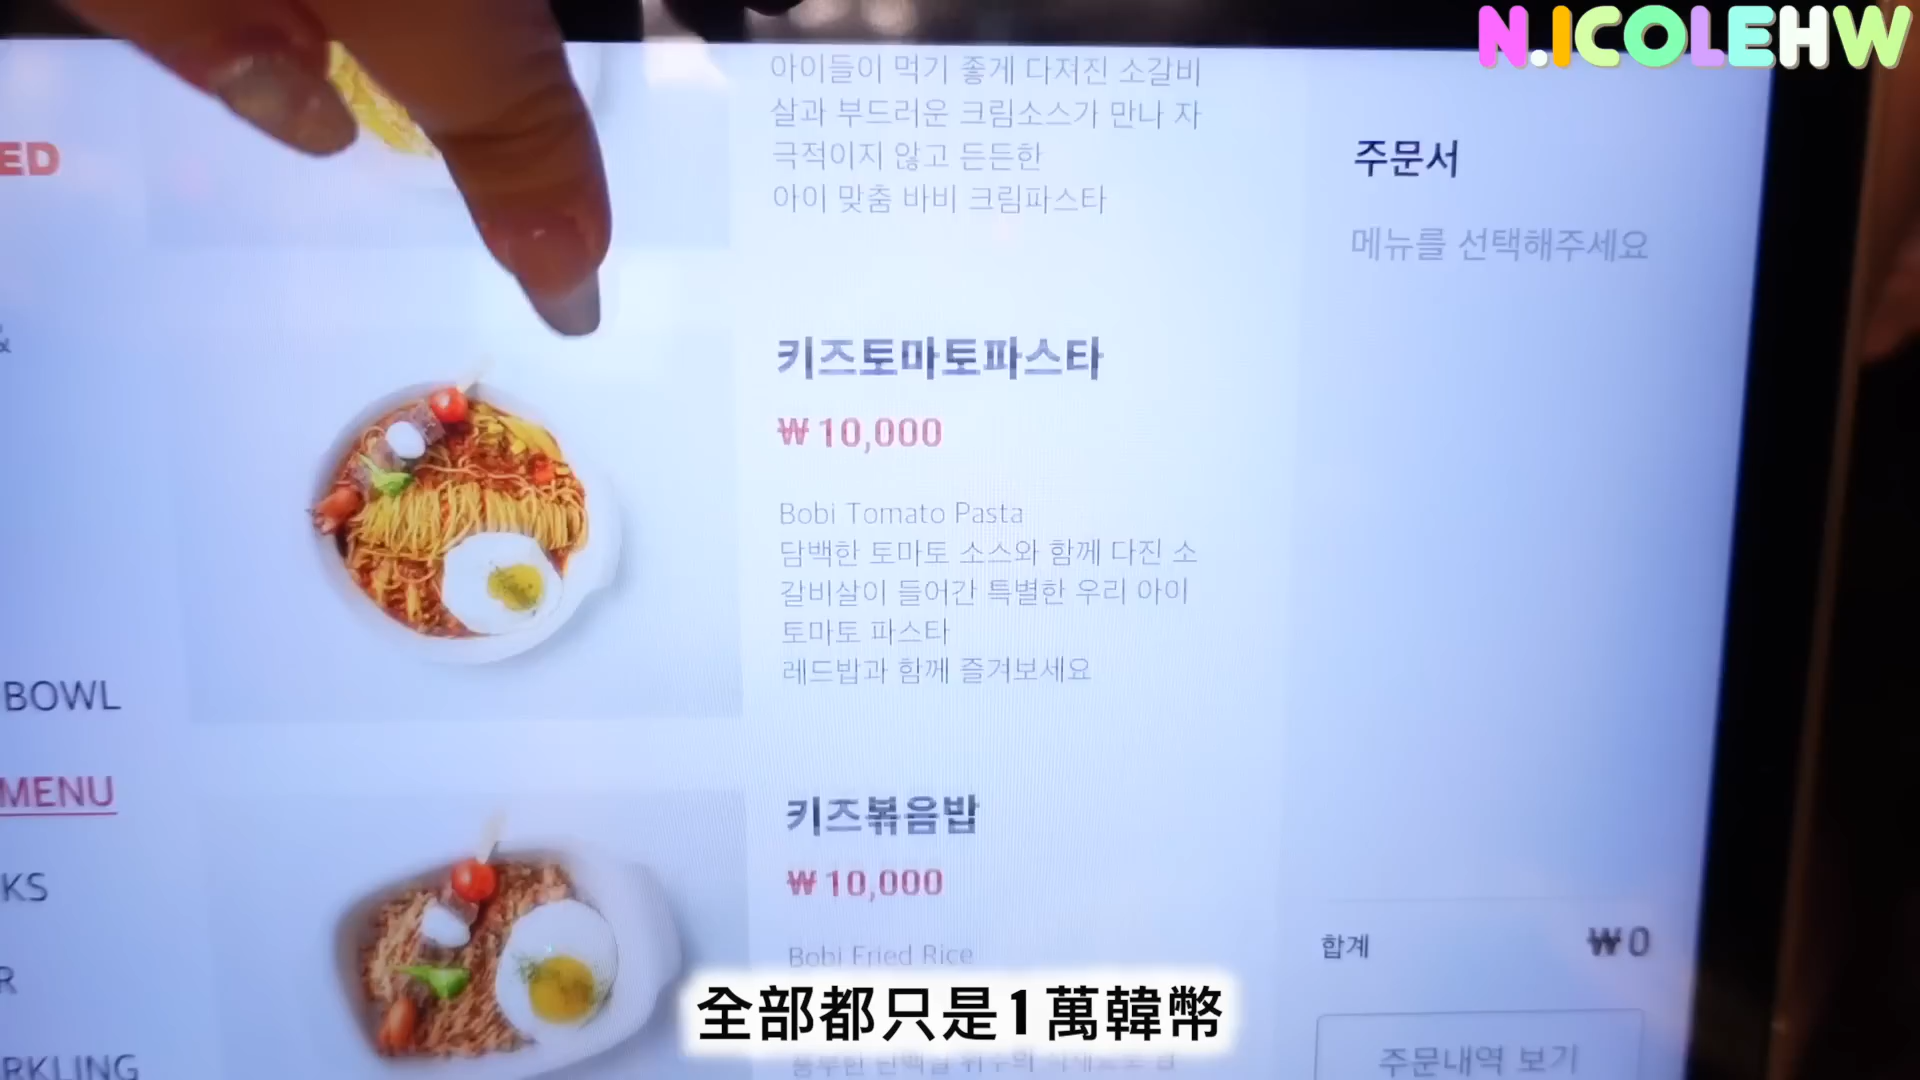 N.ICOLEHW
ED
BOWL
MENU
KS
R
RKLING
아이들이 먹기 좋게 다져진 소갈비
살과 부드러운 크림소스가 만나 자
극적이지 않고 든든한
아이 맞춤 바비 크림파스타
키즈토마토파스타
₩10,000
Bobi Tomato Pasta
담백한 토마토 소스와 함께 다진 소
갈비살이 들어간 특별한 우리 아이
토마토 파스타
레드밥과 함께 즐겨보세요
키즈볶음밥
₩10,000
Bobi Fried Rice
주문서
메뉴를 선택해주세요
합계 ₩0
주문내역 보기
全部都只是1萬韓幣